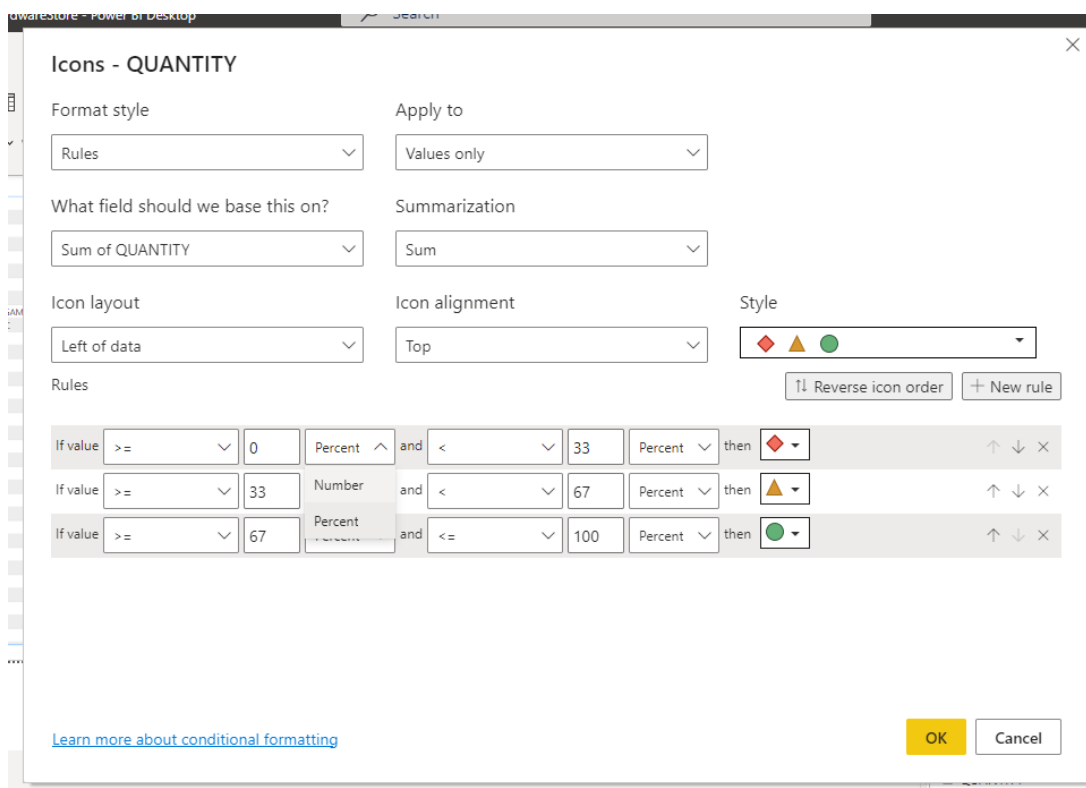 dwareStore - Power BI Desktop
Search
Icons - QUANTITY
Format style Apply to
Rules Values only
What field should we base this on? Summarization
Sum of QUANTITY Sum
Icon layout Icon alignment Style
Left of data Top
Rules Reverse icon order + New rule
If value >= 0 Percent and < 33 Percent then
Number
If value >= 33 and < 67 Percent then
Percent
If value >= 67 Percent and <= 100 Percent then
Learn more about conditional formatting OK Cancel
QUANTITY